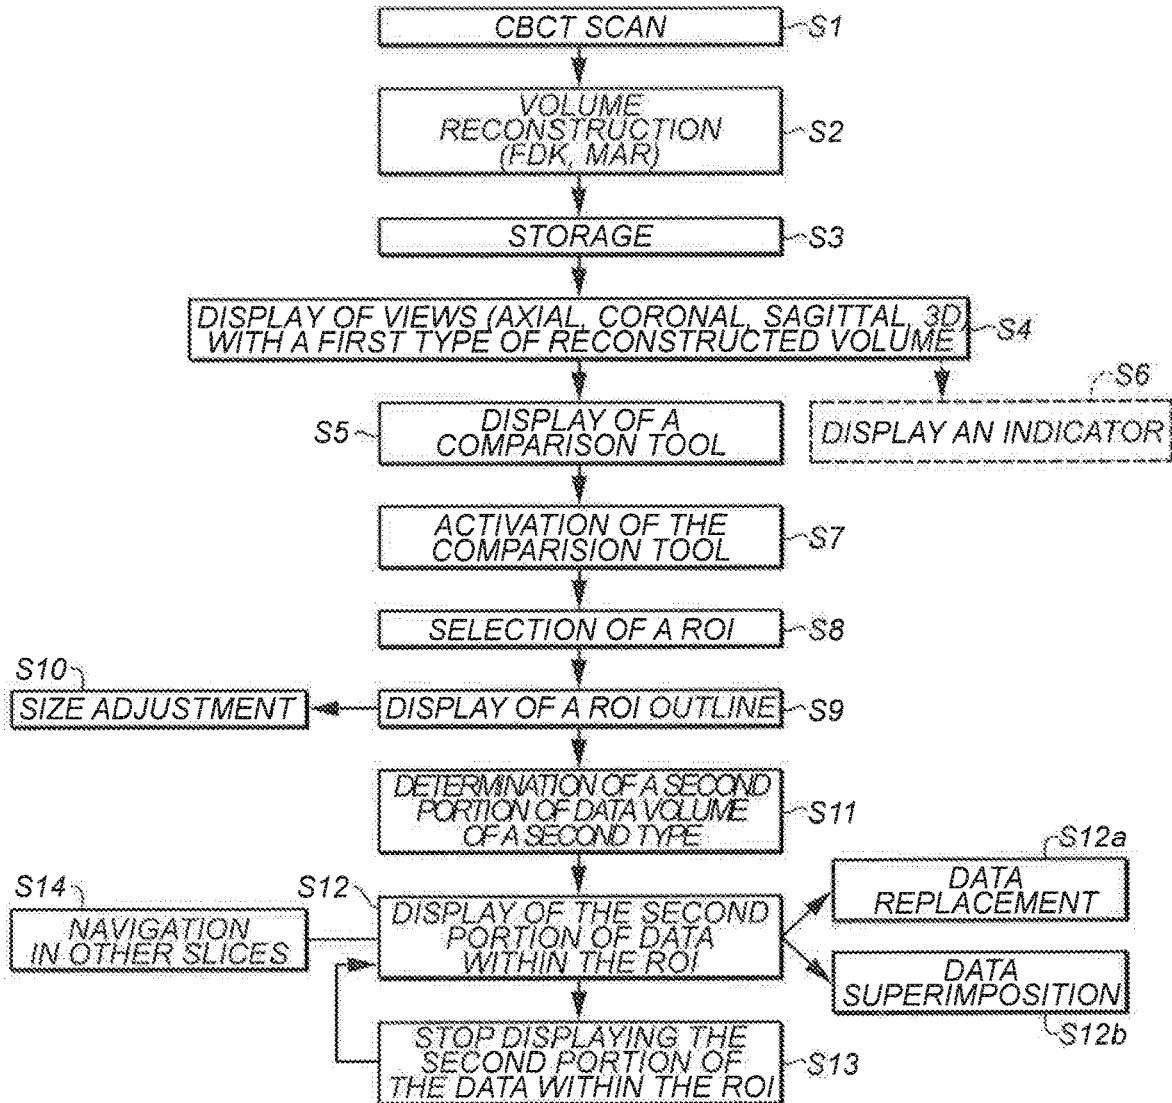 CBCT SCAN
S1
VOLUME
RECONSTRUCTION
(FDK, MAR)
S2
STORAGE
S3
DISPLAY OF VIEWS (AXIAL, CORONAL, SAGITTAL, 3D
WITH A FIRST TYPE OF RECONSTRUCTED VOLUME
S4
S5
DISPLAY OF A
COMPARISON TOOL
S6
DISPLAY AN INDICATOR
ACTIVATION OF THE
COMPARISION TOOL
S7
SELECTION OF A ROI
S8
S10
SIZE ADJUSTMENT
DISPLAY OF A ROI OUTLINE
S9
DETERMINATION OF A SECOND
PORTION OF DATA VOLUME
OF A SECOND TYPE
S11
S14
NAVIGATION
IN OTHER SLICES
S12
DISPLAY OF THE SECOND
PORTION OF DATA
WITHIN THE ROI
S12a
DATA
REPLACEMENT
DATA
SUPERIMPOSITION
S12b
STOP DISPLAYING THE
SECOND PORTION OF
THE DATA WITHIN THE ROI
S13